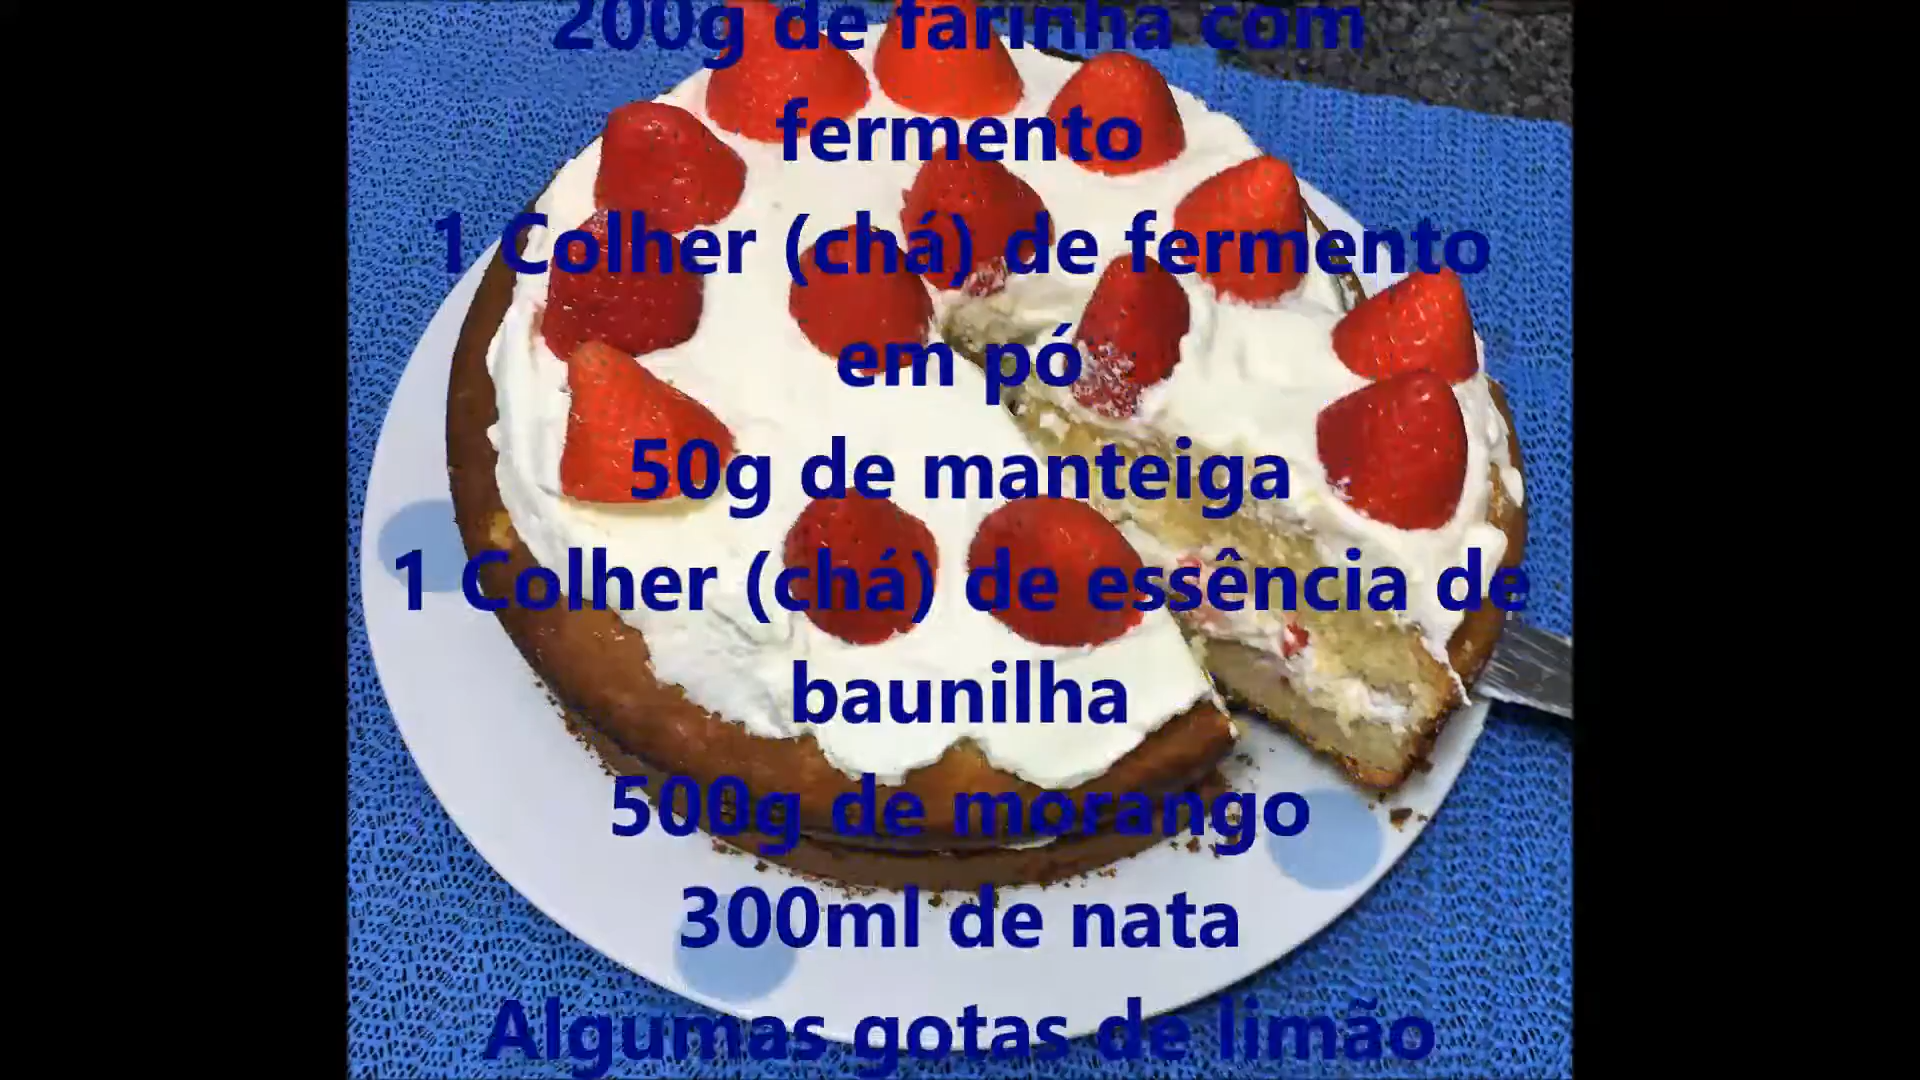 200g de farinha com
fermento
1 Colher (chá) de fermento
em pó
50g de manteiga
1 Colher (chá) de essência de
baunilha
500g de morango
300ml de nata
Algumas gotas de limão